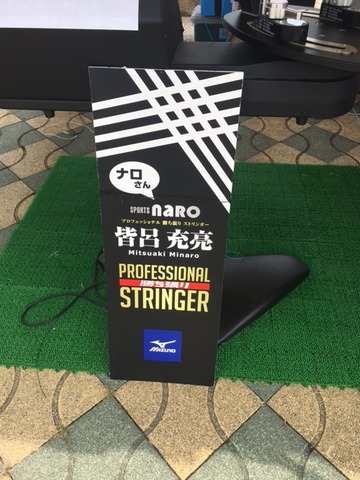 ナロ
さん
SPORTS naRO
プロフェッショナル 勝ち張り ストリンガー
皆呂 充亮
Mitsuaki Minaro
PROFESSIONAL
勝ち張り
STRINGER
MIZUNO